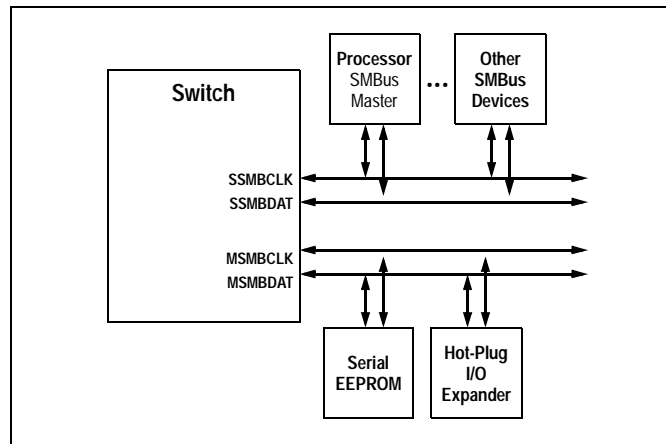 Processor
SMBus
Master
...
Other
SMBus
Devices
Switch
SSMBCLK
SSMBDAT
MSMBCLK
MSMBDAT
Serial
EEPROM
Hot-Plug
I/O
Expander